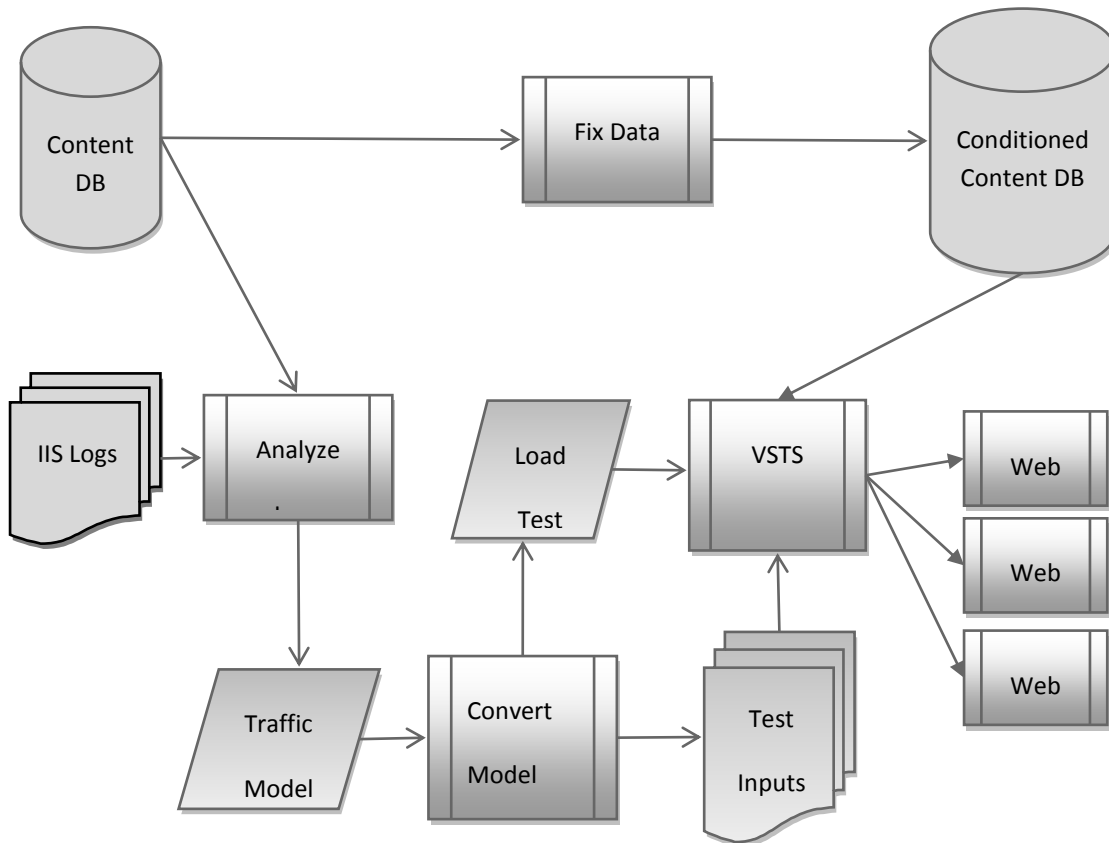 Content
DB
Fix Data
Conditioned
Content DB
IIS Logs
Analyze
.
Load
Test
VSTS
Web
Web
Web
Traffic
Model
Convert
Model
Test
Inputs